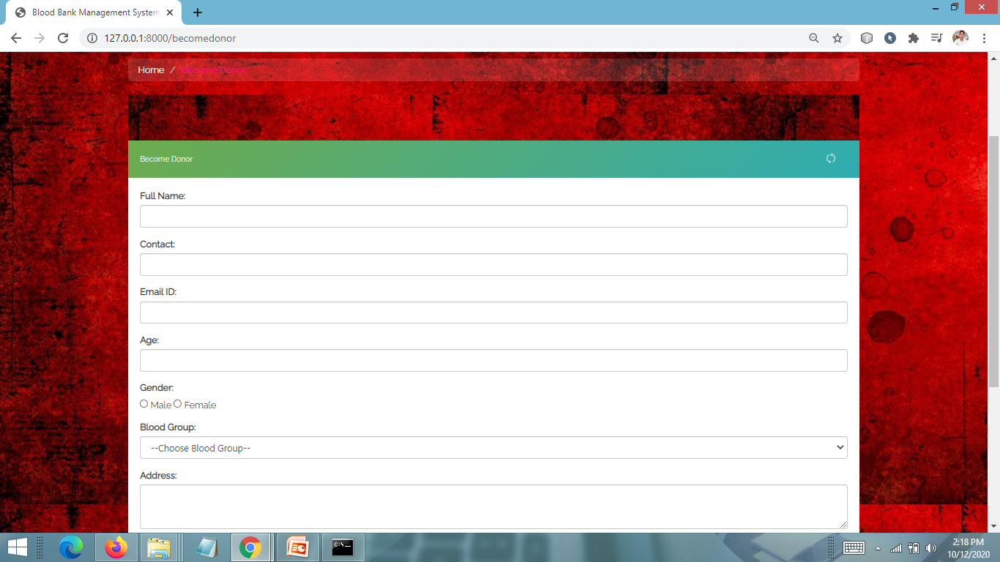 Blood Bank Management System
127.0.0.1:8000/becomedonor
Home / Become Donor
Become Donor
Full Name:
Contact:
Email ID:
Age:
Gender:
Male Female
Blood Group:
--Choose Blood Group--
Address:
C:\
2:18 PM
10/12/2020